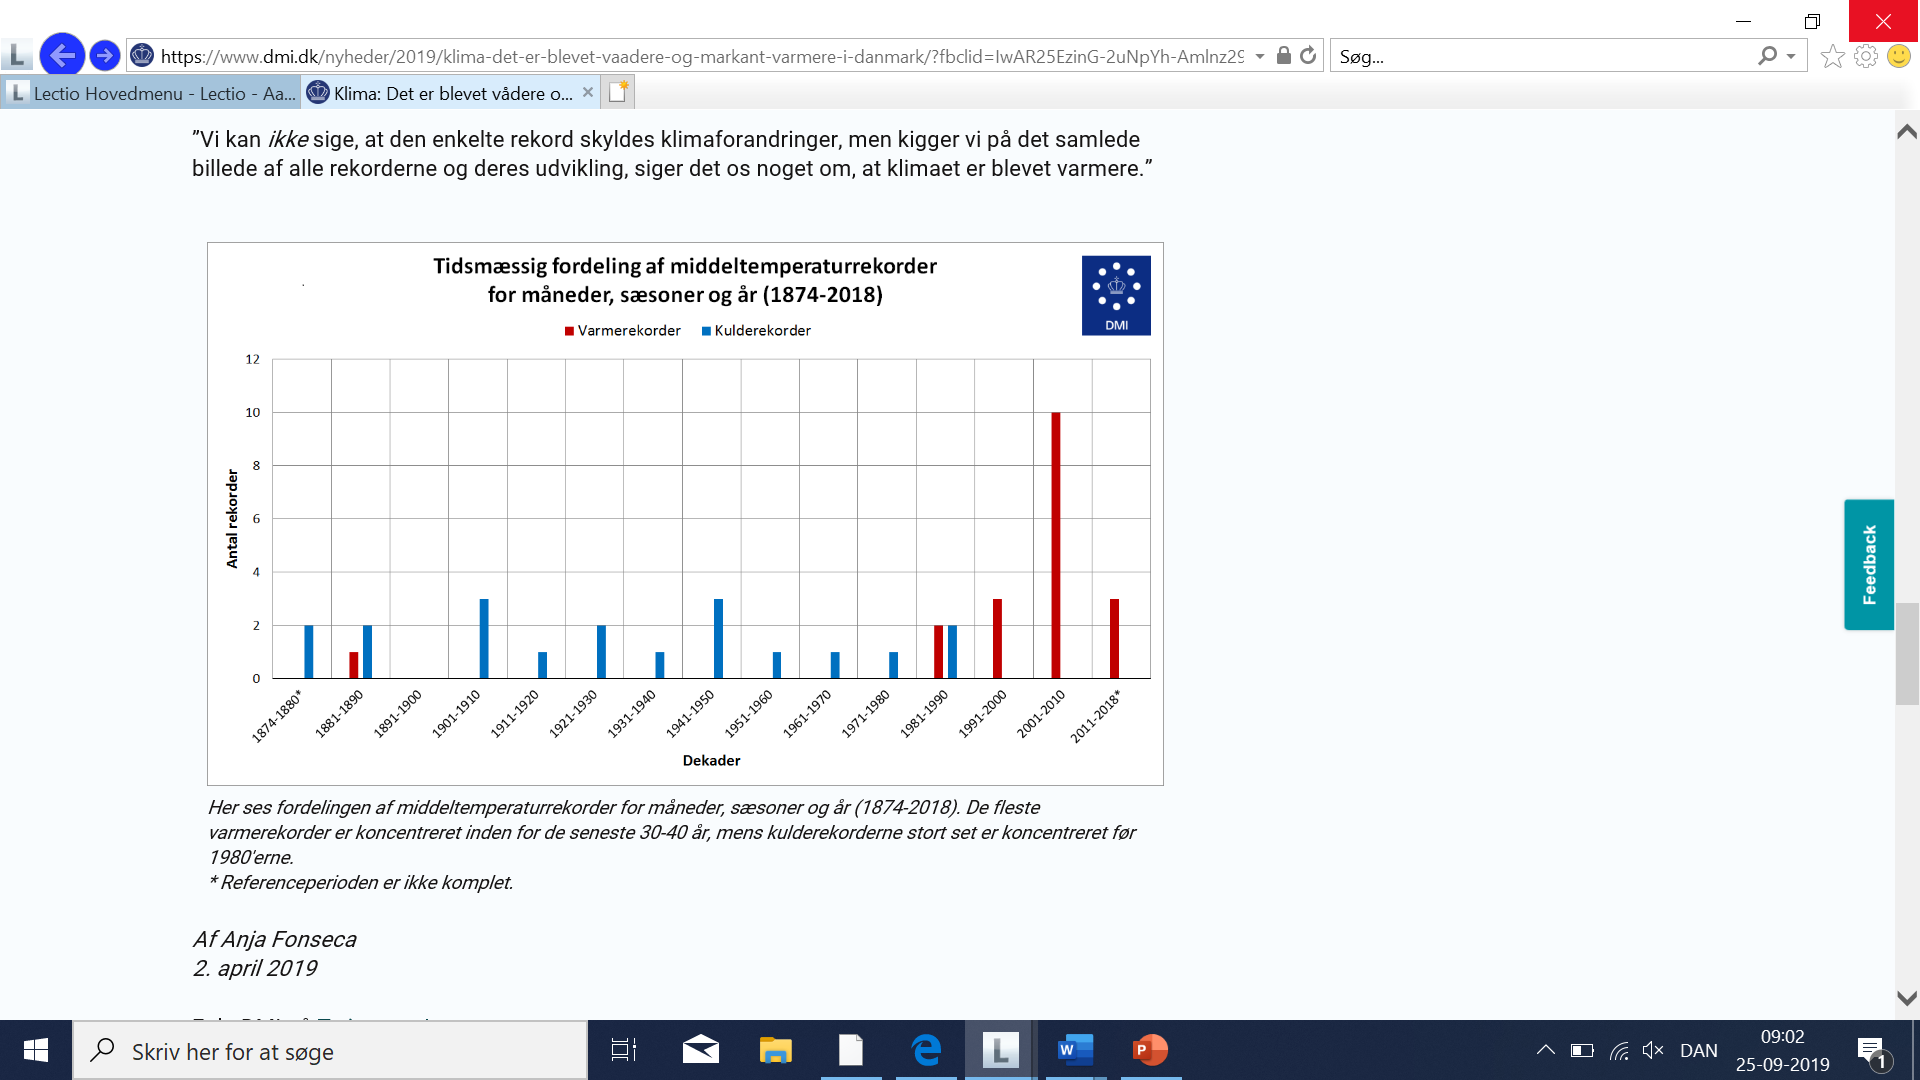 https://www.dmi.dk/nyheder/2019/klima-det-er-blevet-vaadere-og-markant-varmere-i-danmark/?fbclid=IwAR25EzinG-2uNpYh-Amlnz29
Søg...
L Lectio Hovedmenu - Lectio - Aa...
Klima: Det er blevet vådere o...
”Vi kan ikke sige, at den enkelte rekord skyldes klimaforandringer, men kigger vi på det samlede
billede af alle rekorderne og deres udvikling, siger det os noget om, at klimaet er blevet varmere.”
Tidsmæssig fordeling af middeltemperaturrekorder
for måneder, sæsoner og år (1874-2018)
DMI
Varmerekorder Kulderekorder
Antal rekorder
12
10
8
6
4
2
0
1874-1880* 1881-1890 1891-1900 1901-1910 1911-1920 1921-1930 1931-1940 1941-1950 1951-1960 1961-1970 1971-1980 1981-1990 1991-2000 2001-2010 2011-2018*
Dekader
Her ses fordelingen af middeltemperaturrekorder for måneder, sæsoner og år (1874-2018). De fleste
varmerekorder er koncentreret inden for de seneste 30-40 år, mens kulderekorderne stort set er koncentreret før
1980'erne.
* Referenceperioden er ikke komplet.
Af Anja Fonseca
2. april 2019
Feedback
Skriv her for at søge
L
W
P
DAN
09:02
25-09-2019
1